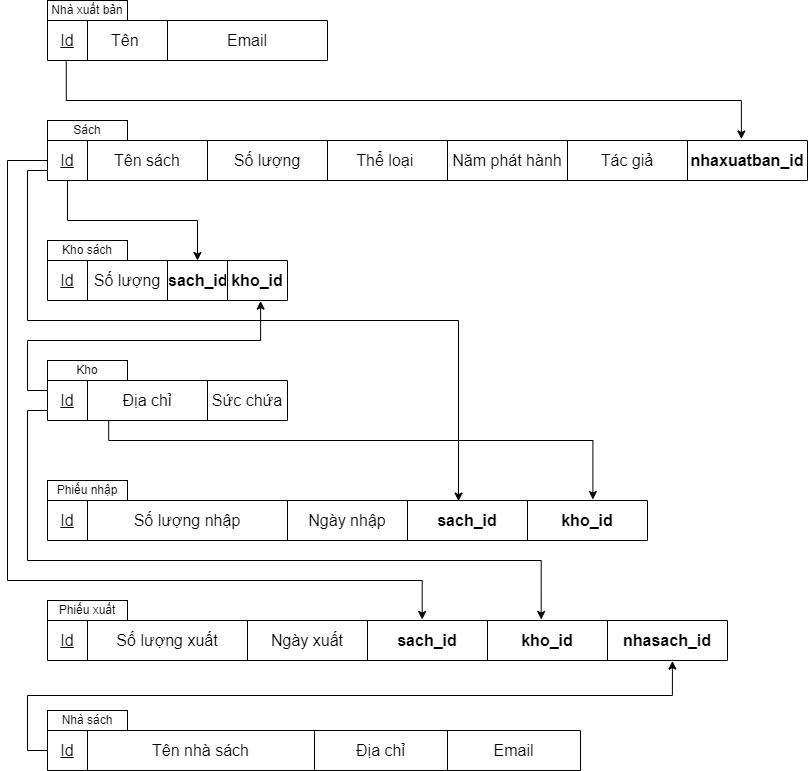 Nhà xuất bản
Id Tên Email
Sách
Id Tên sách Số lượng Thể loại Năm phát hành Tác giả nhaxuatban_id
Kho sách
Id Số lượng sach_id kho_id
Kho
Id Địa chỉ Sức chứa
Phiếu nhập
Id Số lượng nhập Ngày nhập sach_id kho_id
Phiếu xuất
Id Số lượng xuất Ngày xuất sach_id kho_id nhasach_id
Nhà sách
Id Tên nhà sách Địa chỉ Email